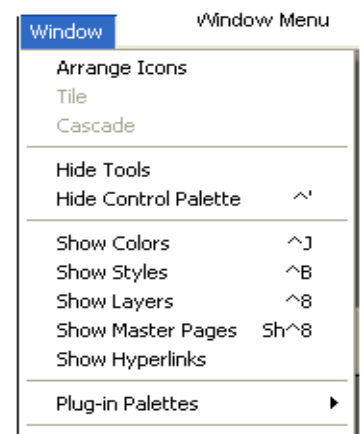 Window Menu
Window
Arrange Icons
Tile
Cascade
Hide Tools
Hide Control Palette ^'
Show Colors ^J
Show Styles ^B
Show Layers ^8
Show Master Pages Sh^8
Show Hyperlinks
Plug-in Palettes